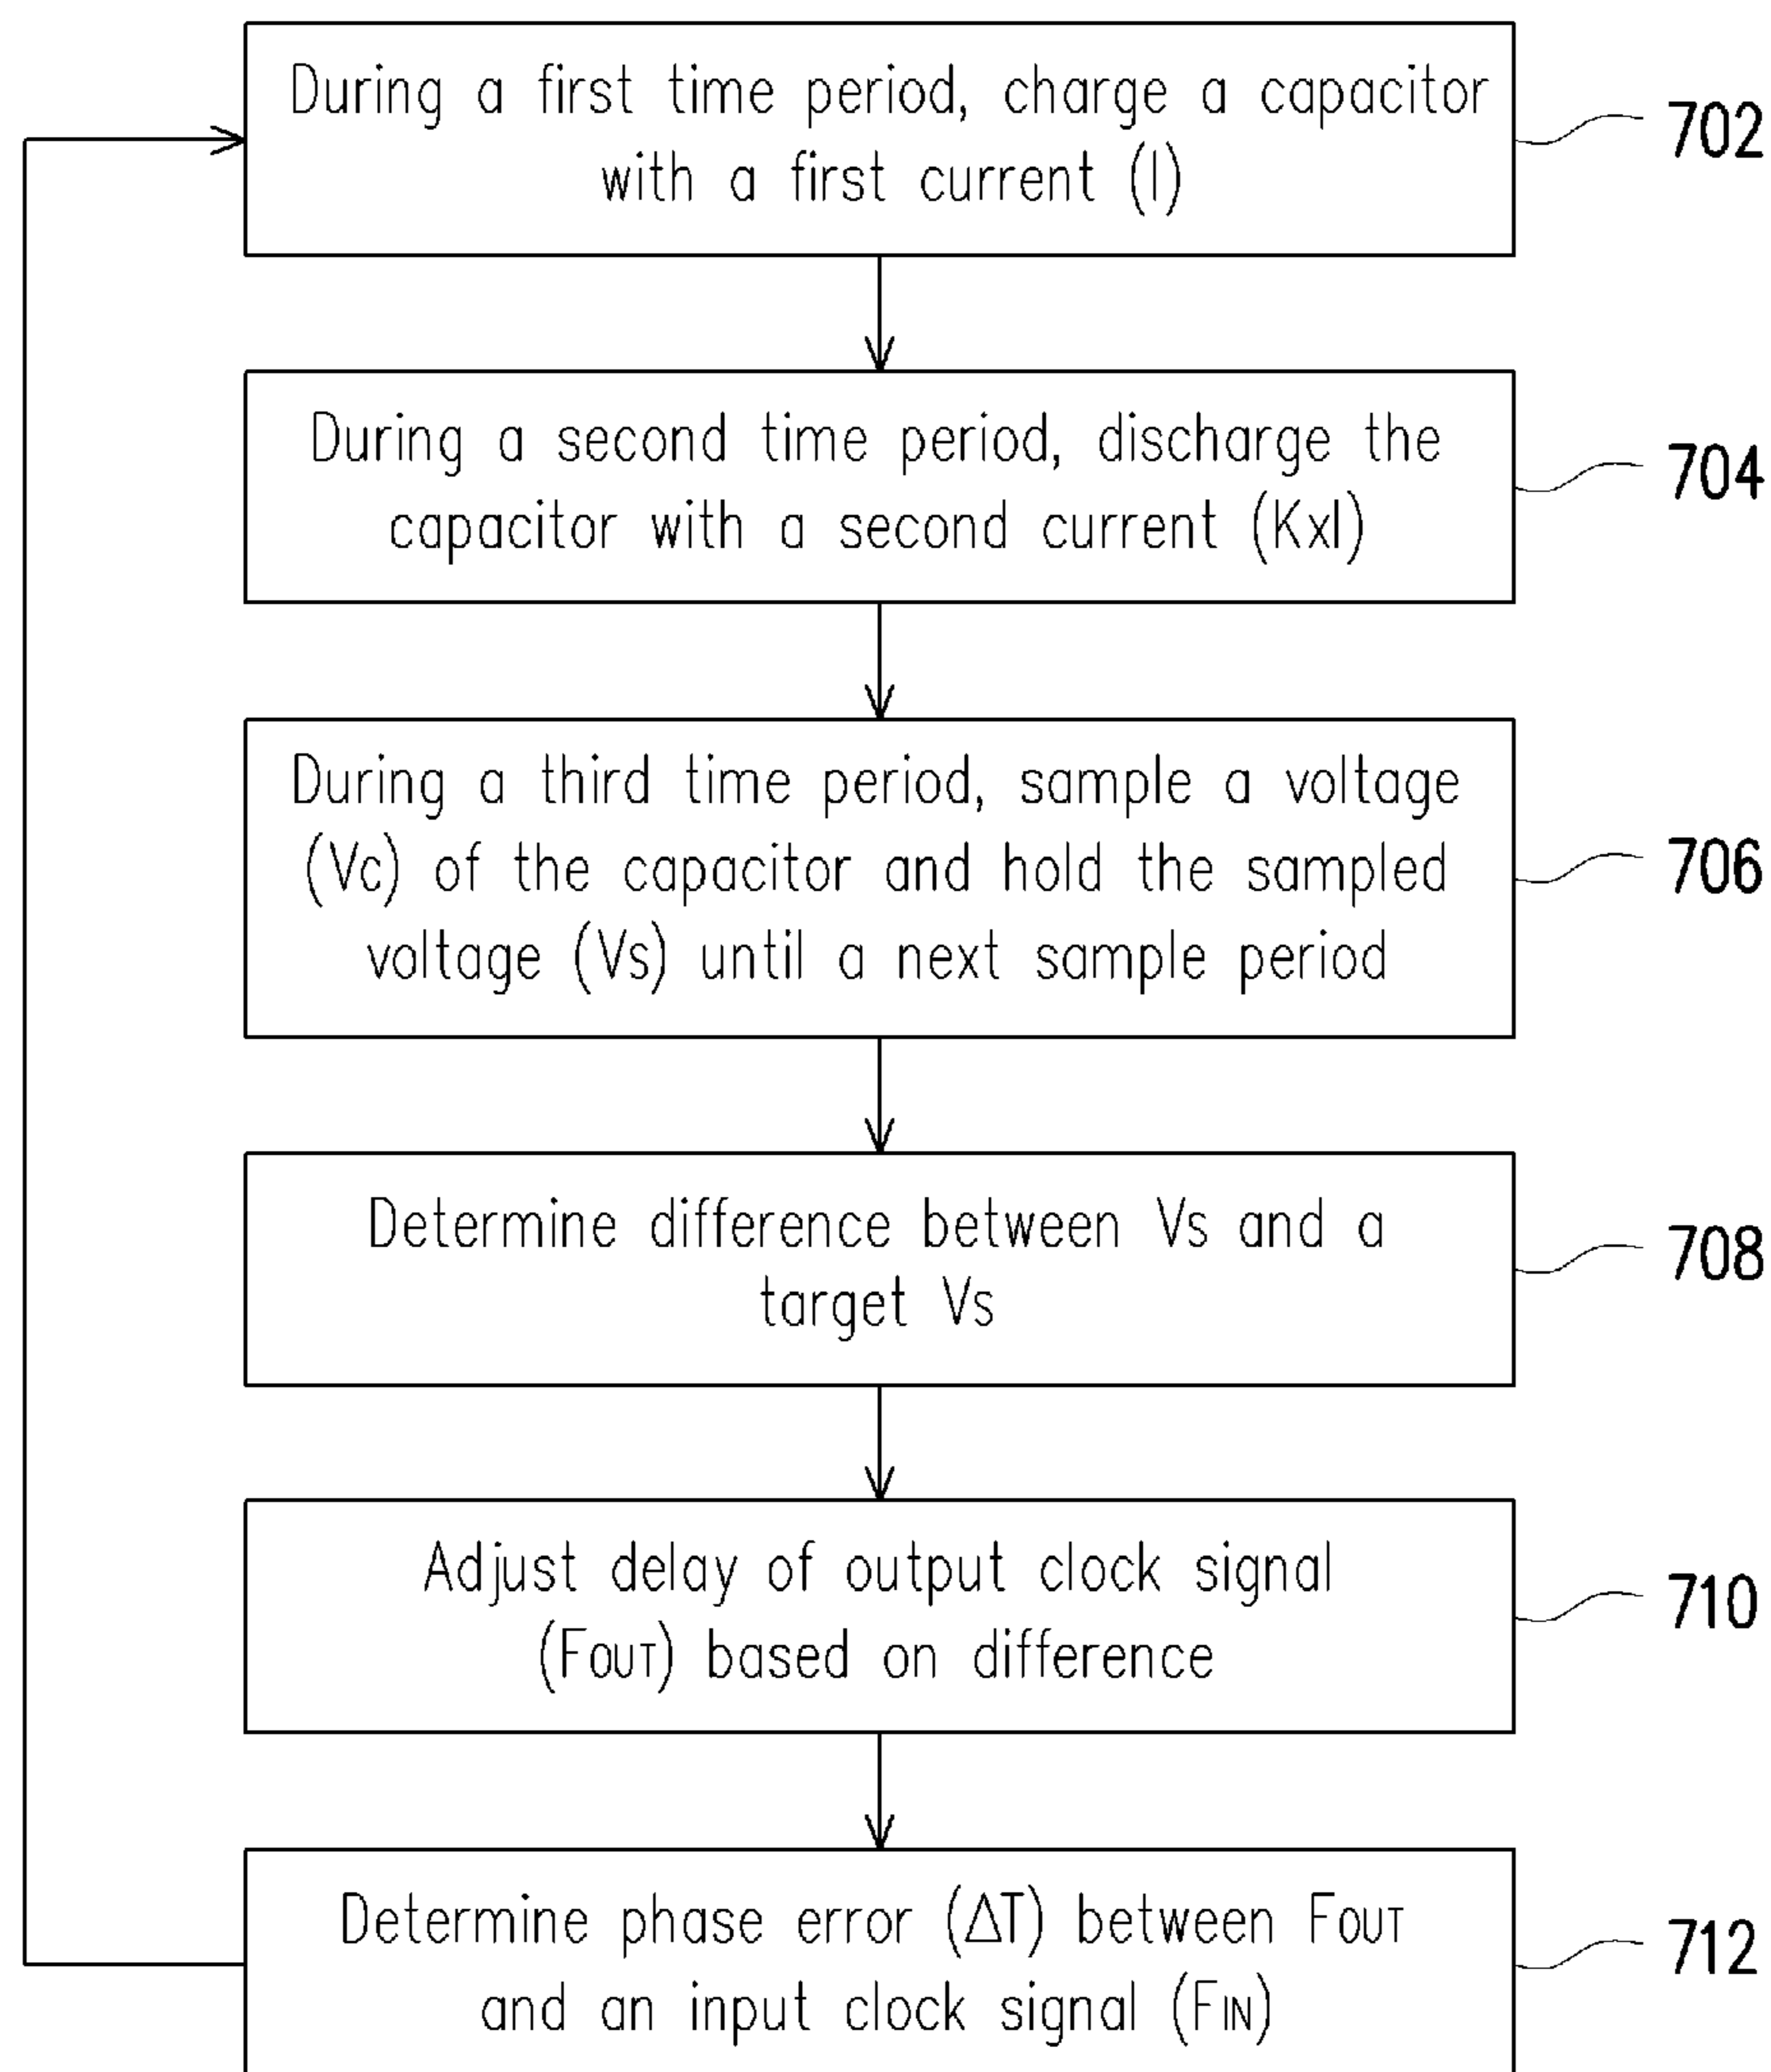 During a first time period, charge a capacitor
with a first current (I)
702
During a second time period, discharge the
capacitor with a second current (KxI)
704
During a third time period, sample a voltage
(Vc) of the capacitor and hold the sampled
voltage (Vs) until a next sample period
706
Determine difference between Vs and a
target Vs
708
Adjust delay of output clock signal
(FOUT) based on difference
710
Determine phase error (ΔT) between FOUT
and an input clock signal (FIN)
712